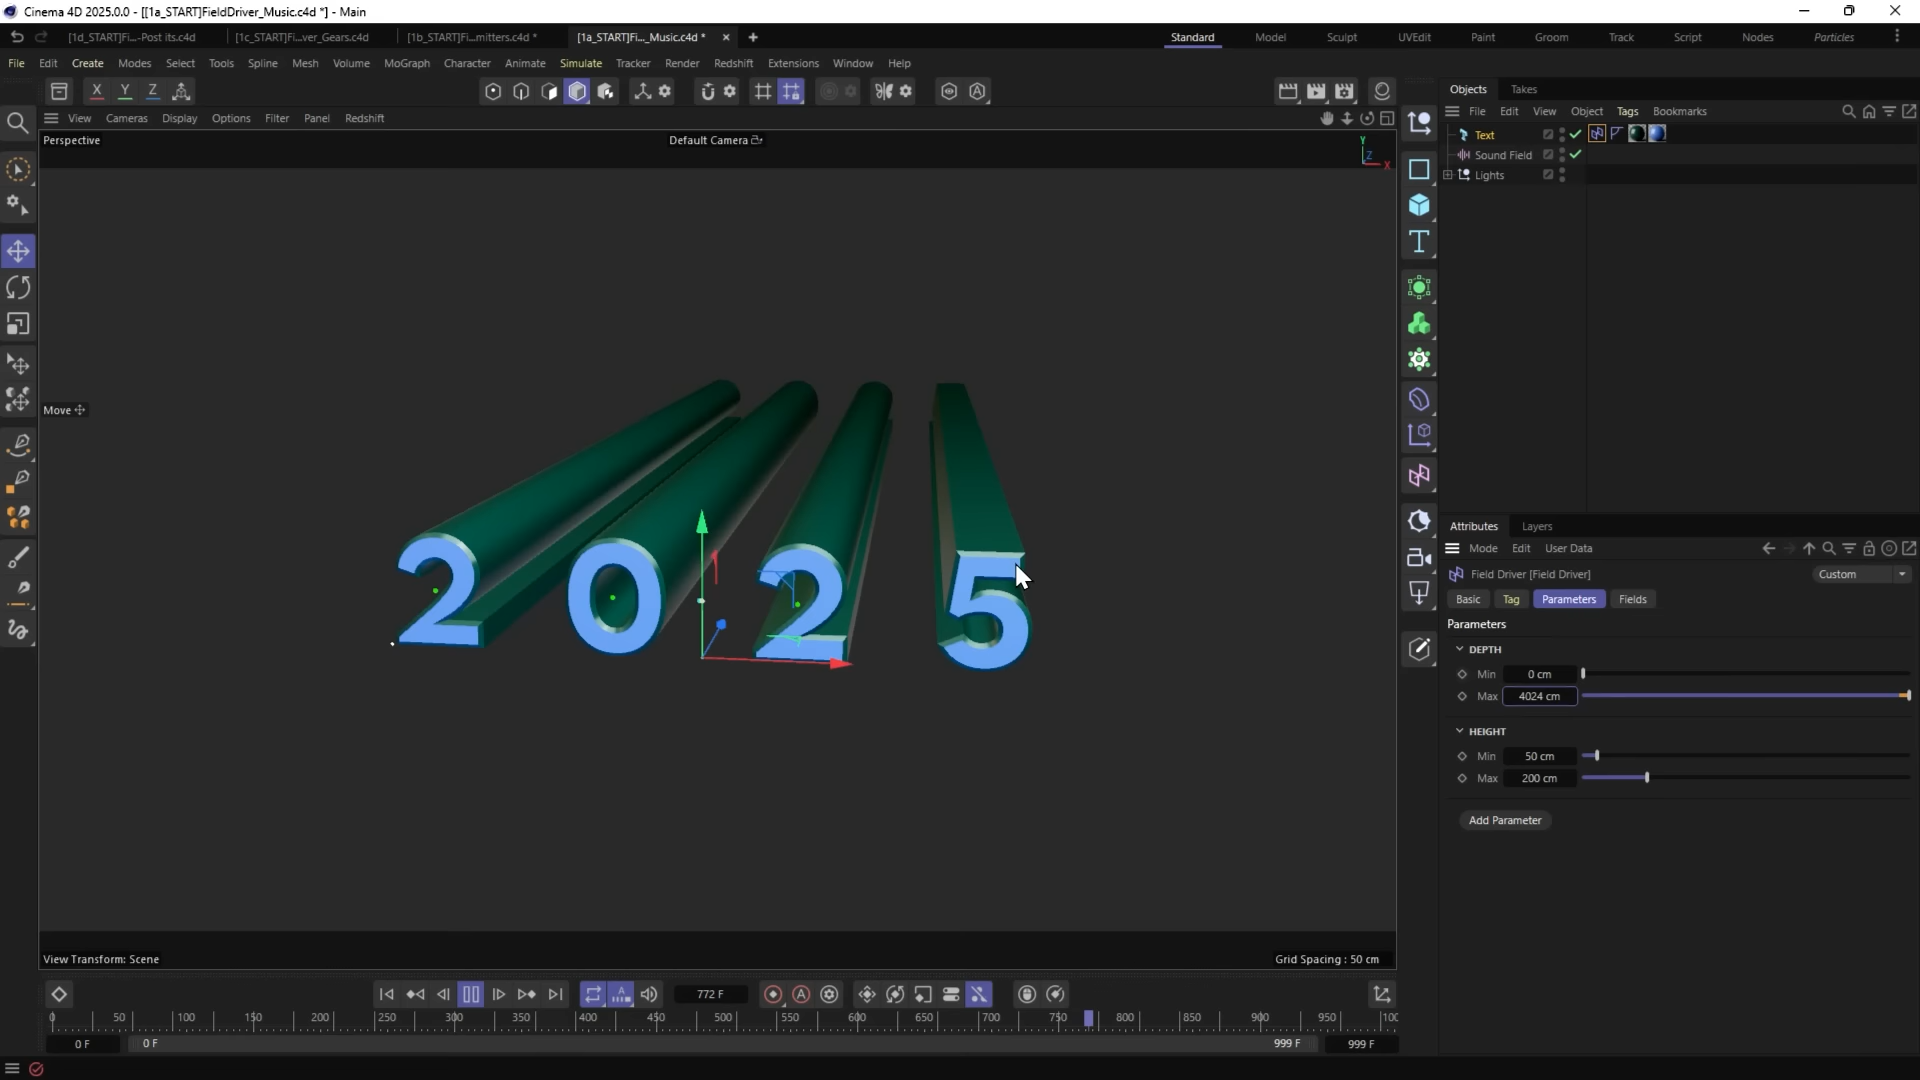 Cinema 4D 2025.0.0 - [[1a_START]FieldDriver_Music.c4d *] - Main
[1d_START]Fi...-Post its.c4d
[1c_START]Fi...ver_Gears.c4d
[1b_START]Fi...mitters.c4d *
[1a_START]Fi..._Music.c4d *
Standard
Model
Sculpt
UVEdit
Paint
Groom
Track
Script
Nodes
Particles
File Edit Create Modes Select Tools Spline Mesh Volume MoGraph Character Animate Simulate Tracker Render Redshift Extensions Window Help
X Y Z
Objects Takes
File Edit View Object Tags Bookmarks
View Cameras Display Options Filter Panel Redshift
Perspective
Default Camera
Y
Z
X
Text
Sound Field
Lights
Move
2 0 2 5
Attributes Layers
Mode Edit User Data
Field Driver [Field Driver]
Custom
Basic Tag Parameters Fields
Parameters
DEPTH
Min 0 cm
Max 4024 cm
HEIGHT
Min 50 cm
Max 200 cm
Add Parameter
View Transform: Scene
Grid Spacing : 50 cm
772 F
0 50 100 150 200 250 300 350 400 450 500 550 600 650 700 750 800 850 900 950 100
0 F
0 F
999 F
999 F